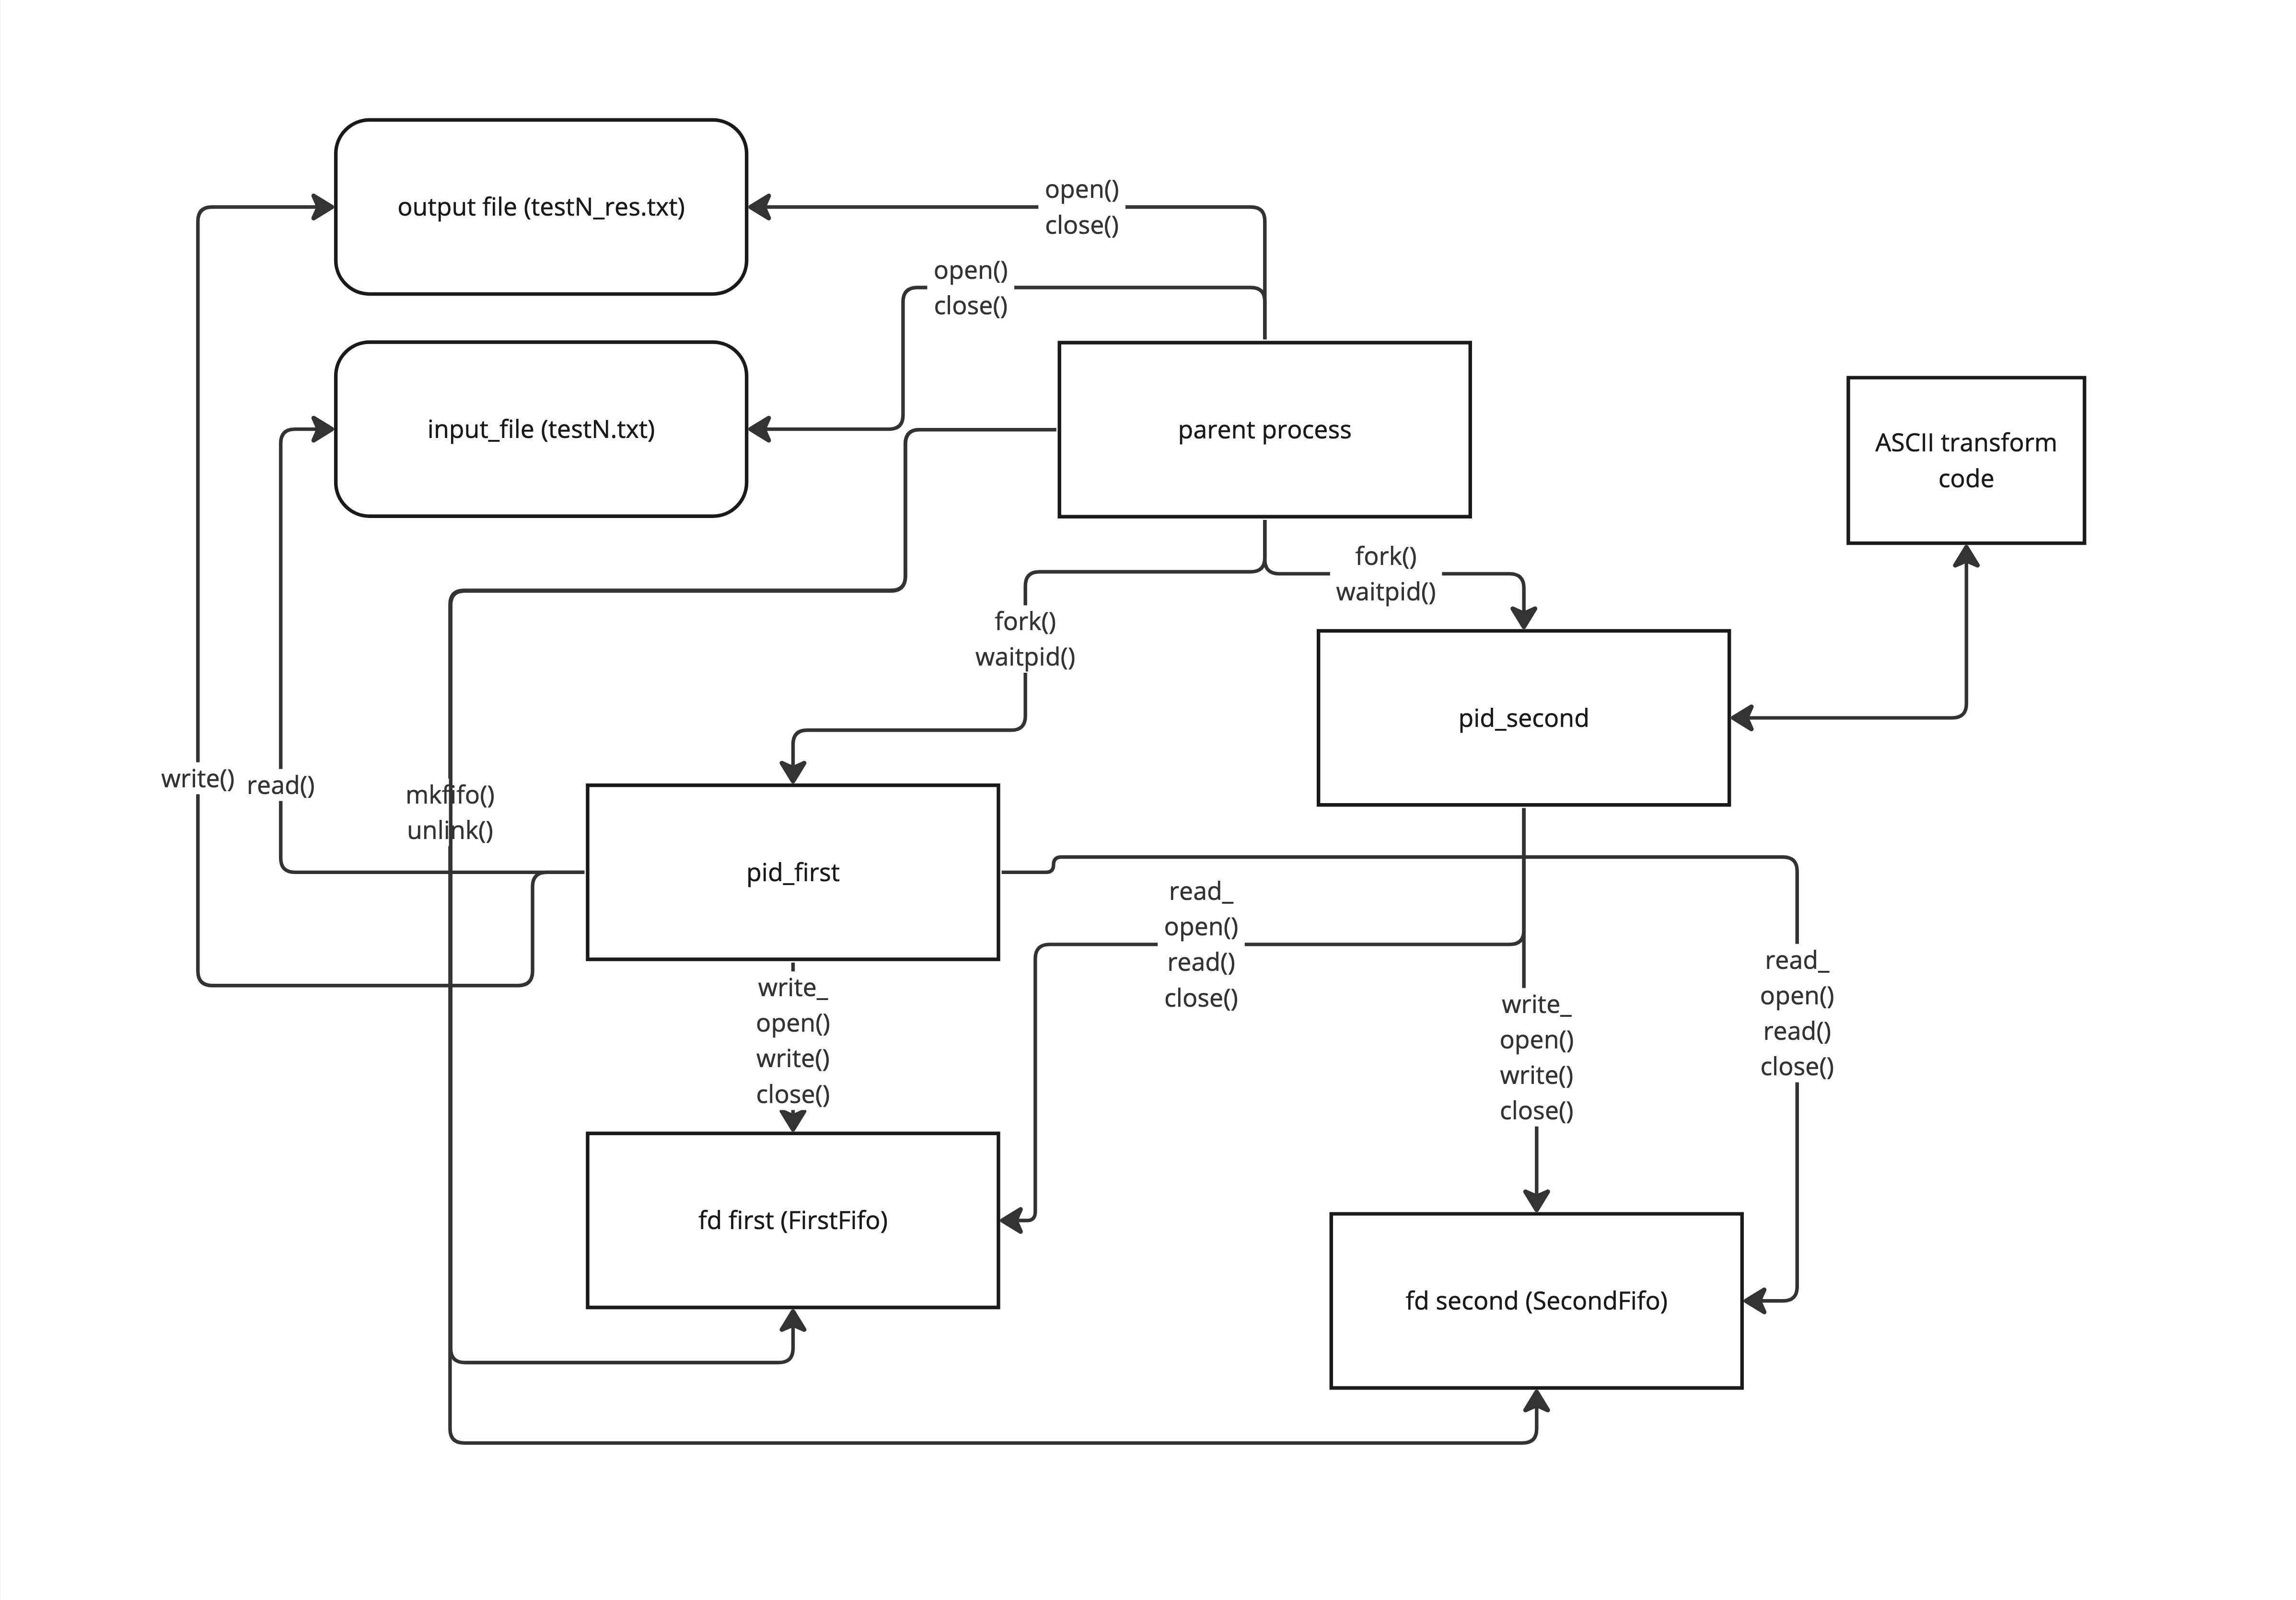 output file (testN_res.txt)
open()
close()
open()
close()
input_file (testN.txt)
parent process
ASCII transform
code
fork()
waitpid()
fork()
waitpid()
pid_second
write()
read()
mkfifo()
unlink()
pid_first
read_
open()
read()
close()
write_
open()
write()
close()
write_
open()
write()
close()
read_
open()
read()
close()
fd first (FirstFifo)
fd second (SecondFifo)